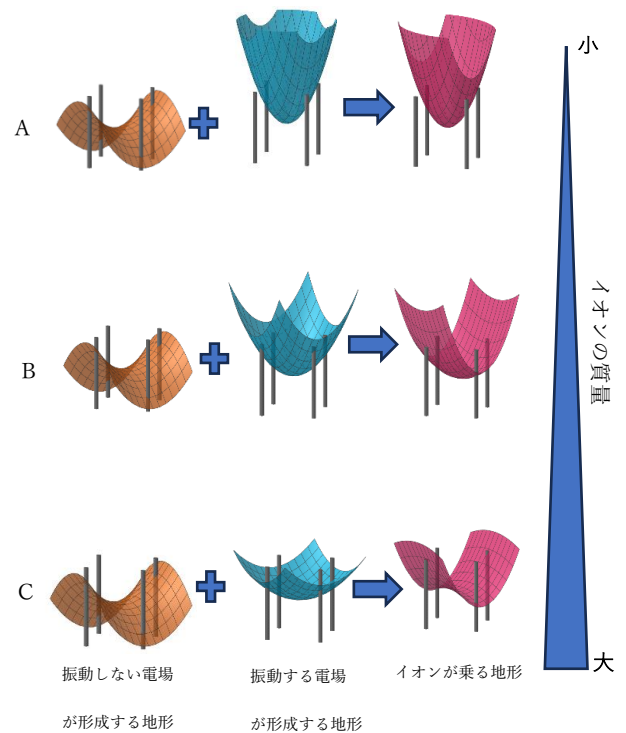 小
A
イオンの質量
B
C
大
振動しない電場
が形成する地形
振動する電場
が形成する地形
イオンが乗る地形